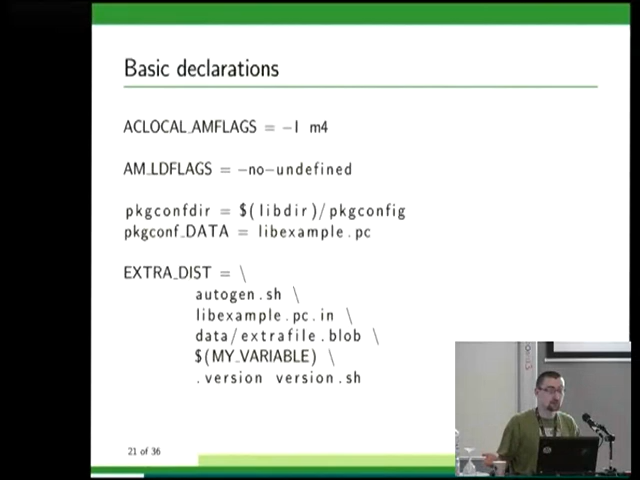 Basic declarations
ACLOCAL_AMFLAGS = -I m4
AM_LDFLAGS = -no-undefined
pkgconfdir = $(libdir)/pkgconfig
pkgconf_DATA = libexample.pc
EXTRA_DIST = \
autogen.sh \
libexample.pc.in \
data/extrafile.blob \
$(MY_VARIABLE) \
.version version.sh
21 of 36